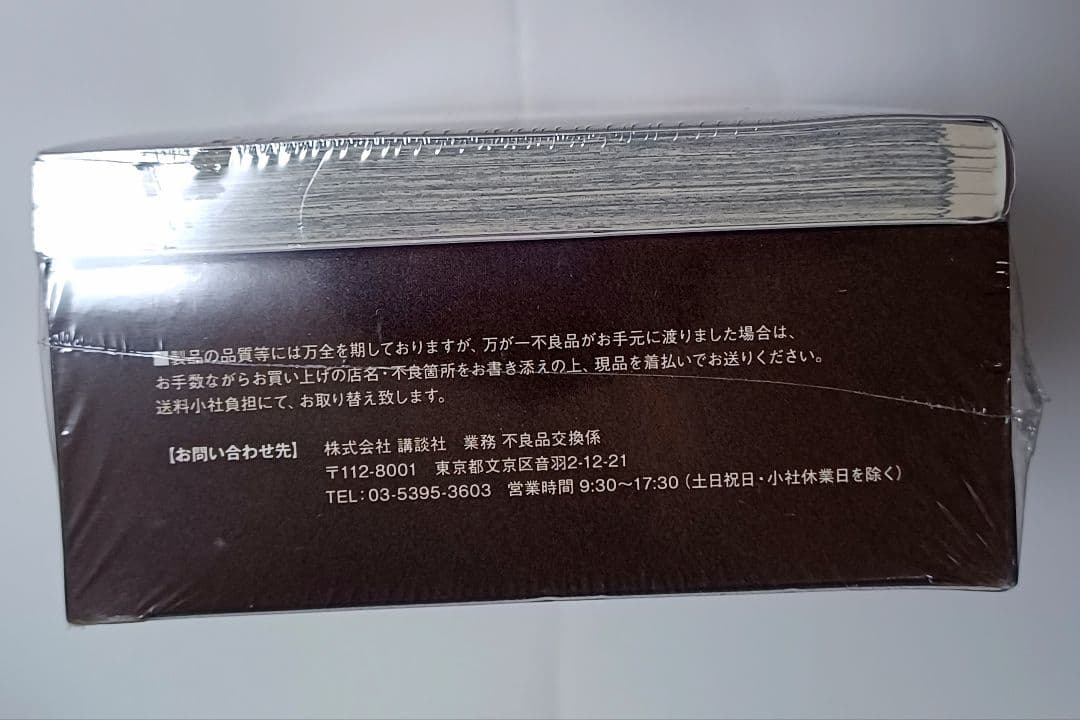 ■製品の品質等には万全を期しておりますが、万が一不良品がお手元に渡りました場合は、
お手数ながらお買い上げの店名・不良箇所をお書き添えの上、現品を着払いでお送りください。
送料小社負担にて、お取り替え致します。
【お問い合わせ先】 株式会社 講談社 業務 不良品交換係
〒112-8001 東京都文京区音羽2-12-21
TEL:03-5395-3603 営業時間 9:30〜17:30（土日祝日・小社休業日を除く）